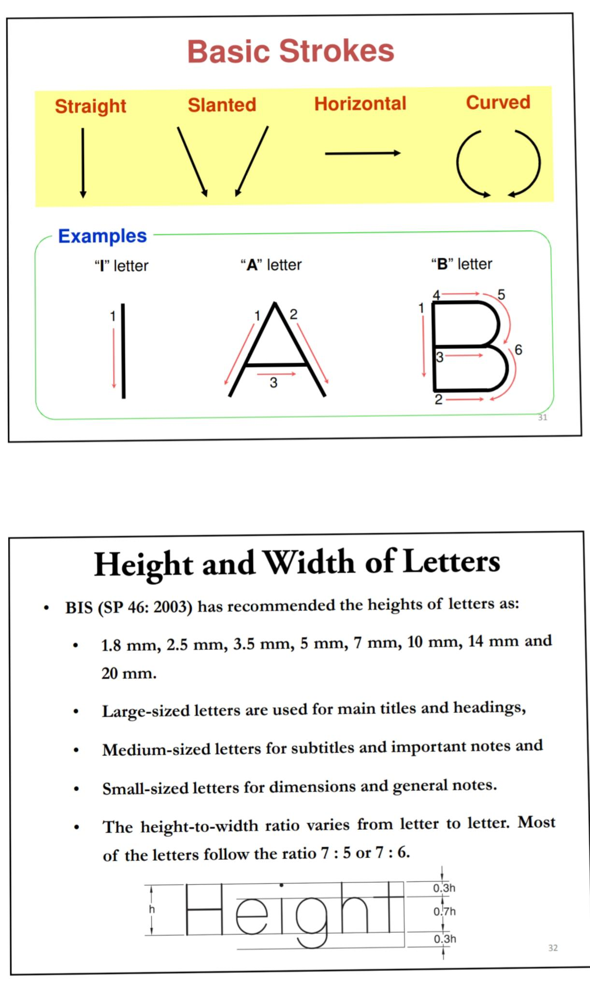 Basic Strokes
Straight Slanted Horizontal Curved
Examples
“I” letter “A” letter “B” letter
1
1 2
3
4 5
1
6
3
2
31
Height and Width of Letters
• BIS (SP 46: 2003) has recommended the heights of letters as:
• 1.8 mm, 2.5 mm, 3.5 mm, 5 mm, 7 mm, 10 mm, 14 mm and
20 mm.
• Large-sized letters are used for main titles and headings,
• Medium-sized letters for subtitles and important notes and
• Small-sized letters for dimensions and general notes.
• The height-to-width ratio varies from letter to letter. Most
of the letters follow the ratio 7 : 5 or 7 : 6.
h Height 0.3h
0.7h
0.3h
32